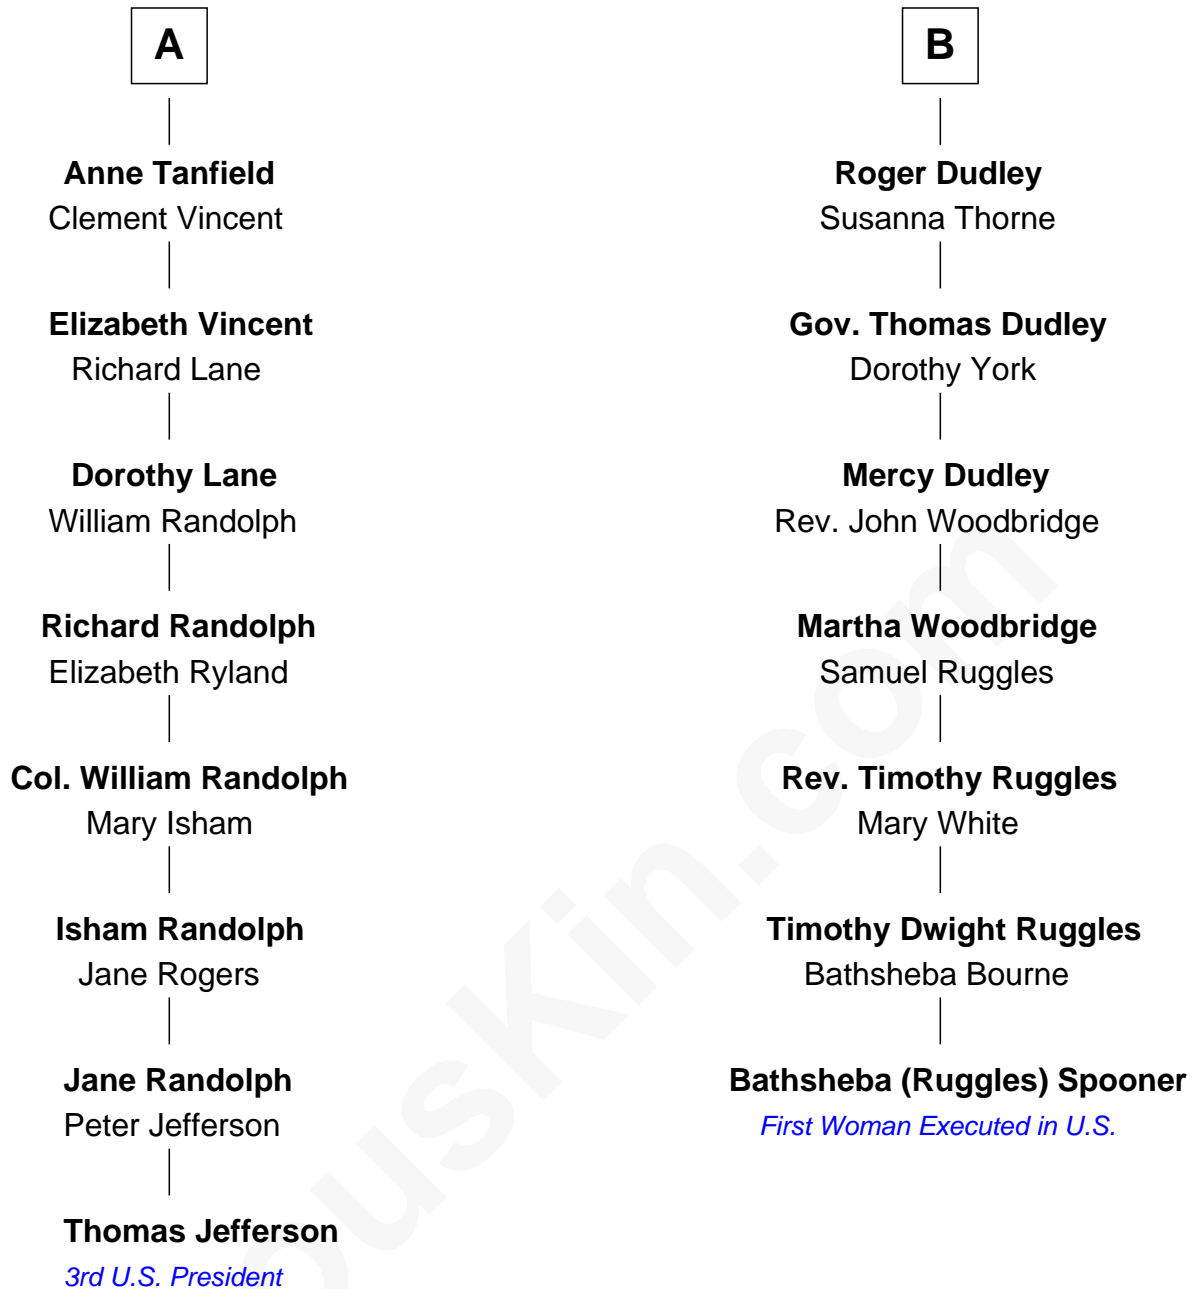 A
Anne Tanfield
Clement Vincent
Elizabeth Vincent
Richard Lane
Dorothy Lane
William Randolph
Richard Randolph
Elizabeth Ryland
Col. William Randolph
Mary Isham
Isham Randolph
Jane Rogers
Jane Randolph
Peter Jefferson
Thomas Jefferson
3rd U.S. President
B
Roger Dudley
Susanna Thorne
Gov. Thomas Dudley
Dorothy York
Mercy Dudley
Rev. John Woodbridge
Martha Woodbridge
Samuel Ruggles
Rev. Timothy Ruggles
Mary White
Timothy Dwight Ruggles
Bathsheba Bourne
Bathsheba (Ruggles) Spooner
First Woman Executed in U.S.
ousKin.com